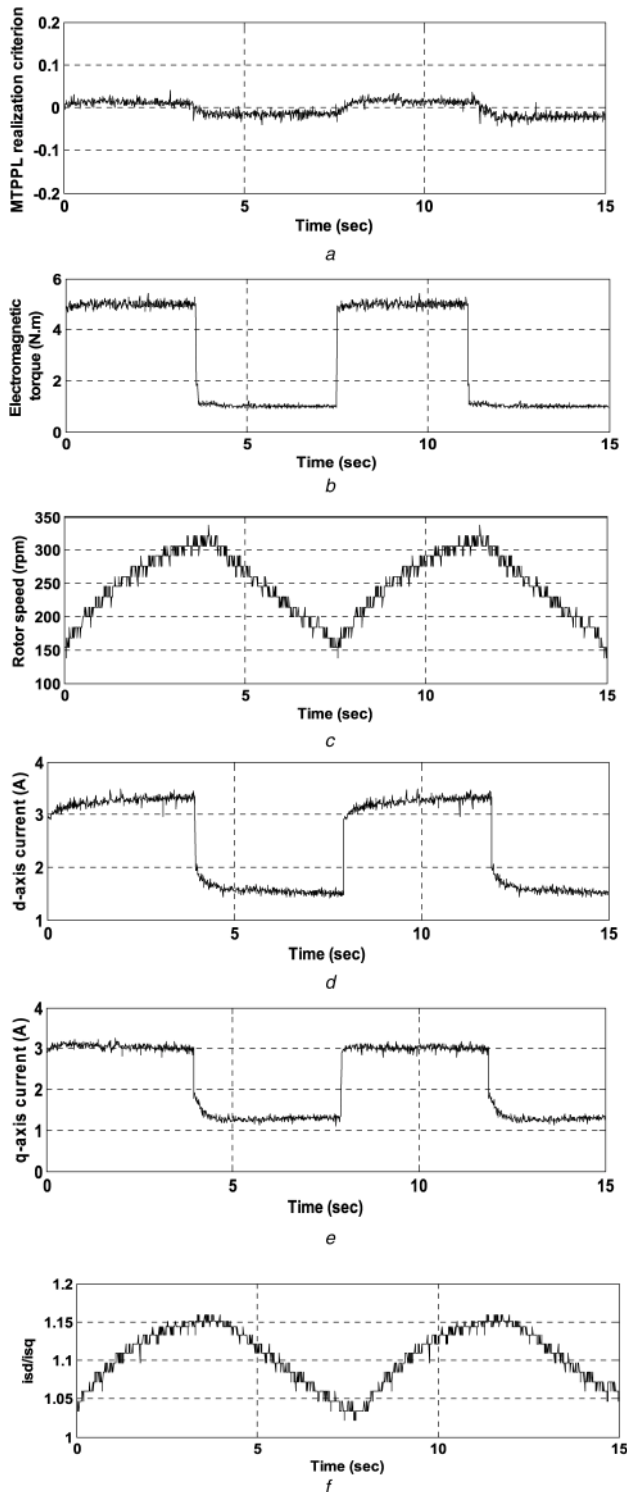 MTPPL realization criterion
0.2
0.1
0
-0.1
-0.2
0 5 10 15
Time (sec)
a
Electromagnetic
torque (N.m)
6
4
2
0
0 5 10 15
Time (sec)
b
Rotor speed (rpm)
350
300
250
200
150
100
0 5 10 15
Time (sec)
c
d-axis current (A)
4
3
2
1
0 5 10 15
Time (sec)
d
q-axis current (A)
4
3
2
1
0
0 5 10 15
Time (sec)
e
isd/isq
1.2
1.15
1.10
1.05
1
0 5 10 15
Time (sec)
f